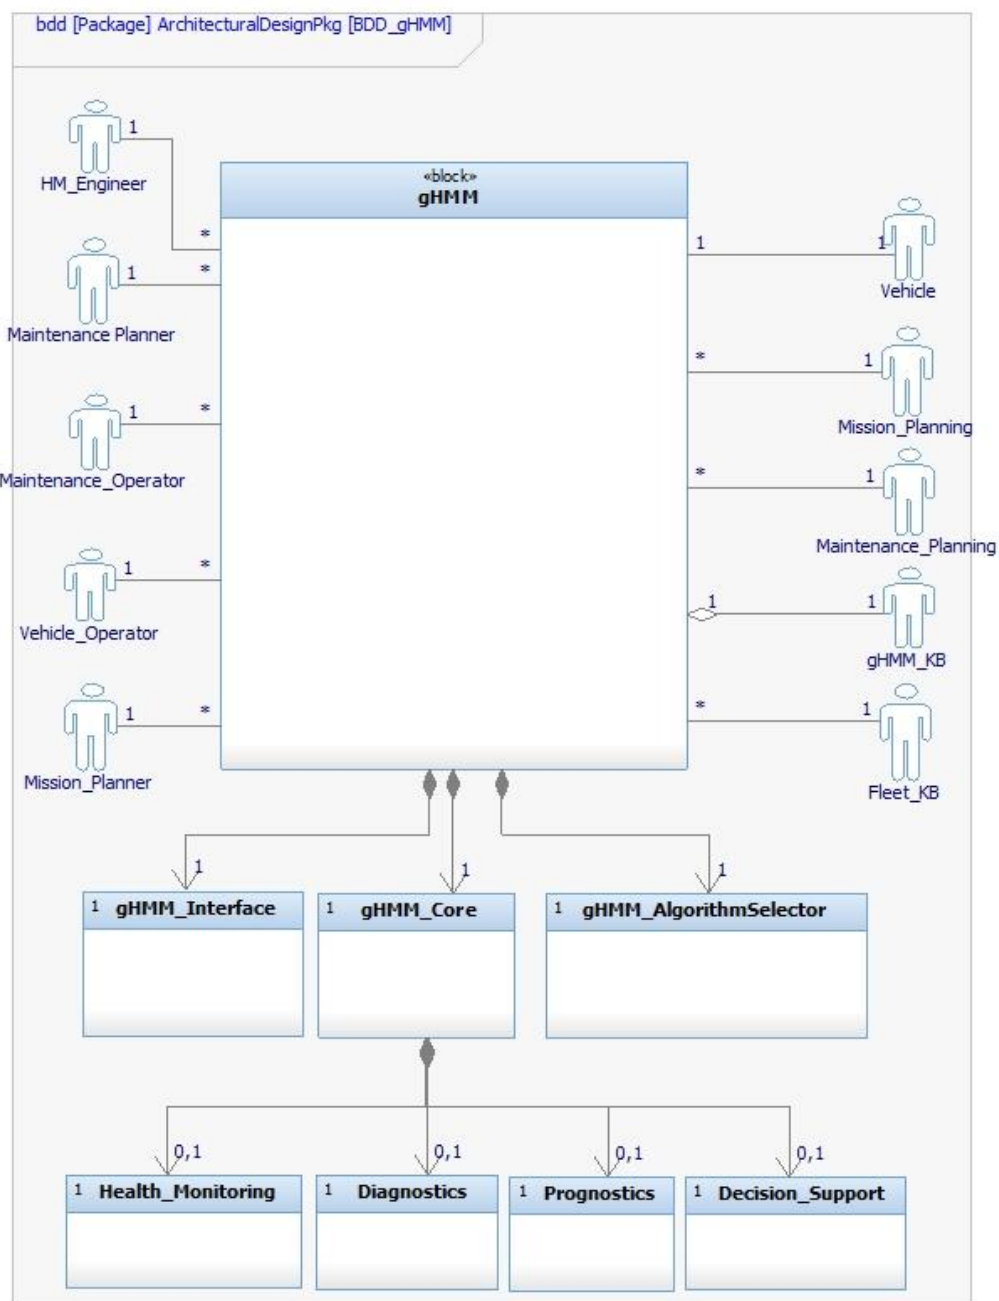 bdd [Package] ArchitecturalDesignPkg [BDD_gHMM]
1
HM_Engineer
*
«block»
gHMM
1
1
Vehicle
*
1
Maintenance Planner
*
1
Mission_Planning
1
*
Maintenance_Operator
*
1
Maintenance_Planning
1
*
Vehicle_Operator
1
1
gHMM_KB
1
*
Mission_Planner
*
1
Fleet_KB
1
1
1
1 gHMM_Interface
1 gHMM_Core
1 gHMM_AlgorithmSelector
0,1
0,1
0,1
0,1
1 Health_Monitoring
1 Diagnostics
1 Prognostics
1 Decision_Support